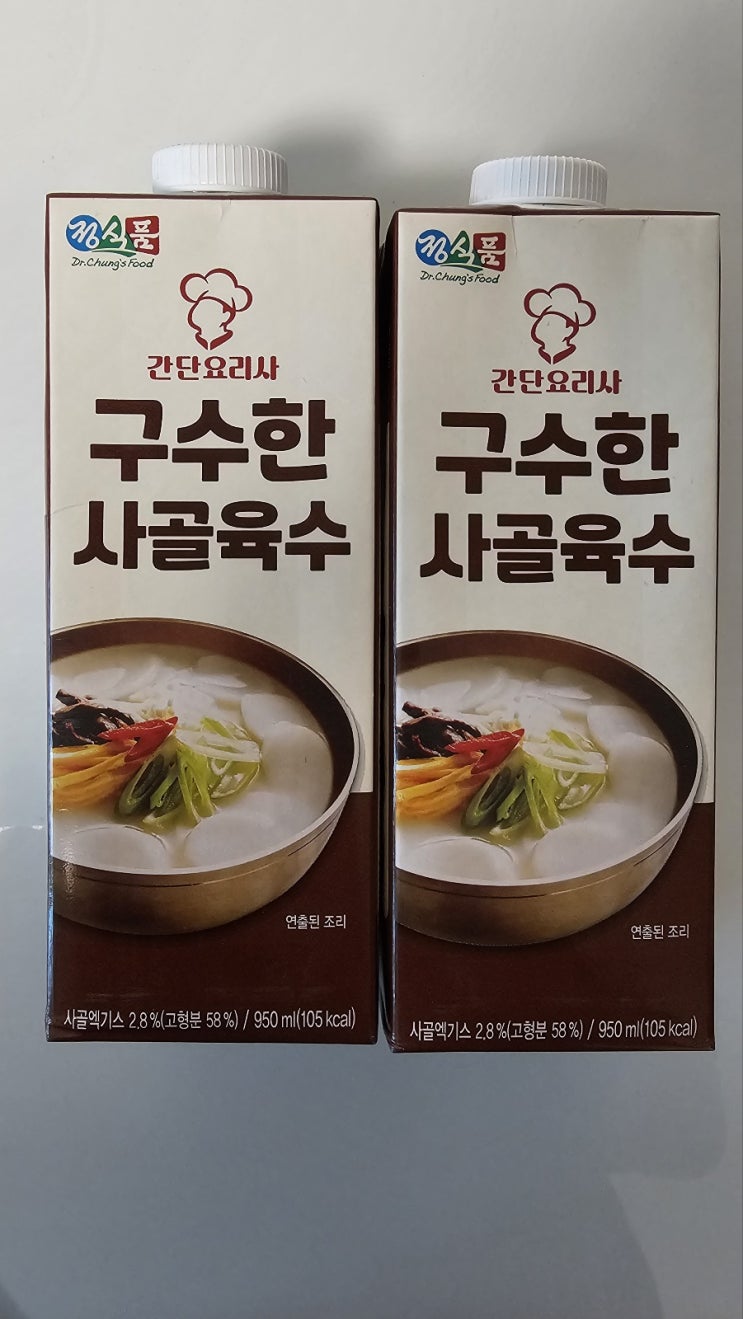 정식품
Dr.Chung's Food
간단요리사
구수한
사골육수
연출된 조리
사골엑기스 2.8%(고형분 58%) / 950 ml(105 kcal)
정식품
Dr.Chung's Food
간단요리사
구수한
사골육수
연출된 조리
사골엑기스 2.8%(고형분 58%) / 950 ml(105 kcal)